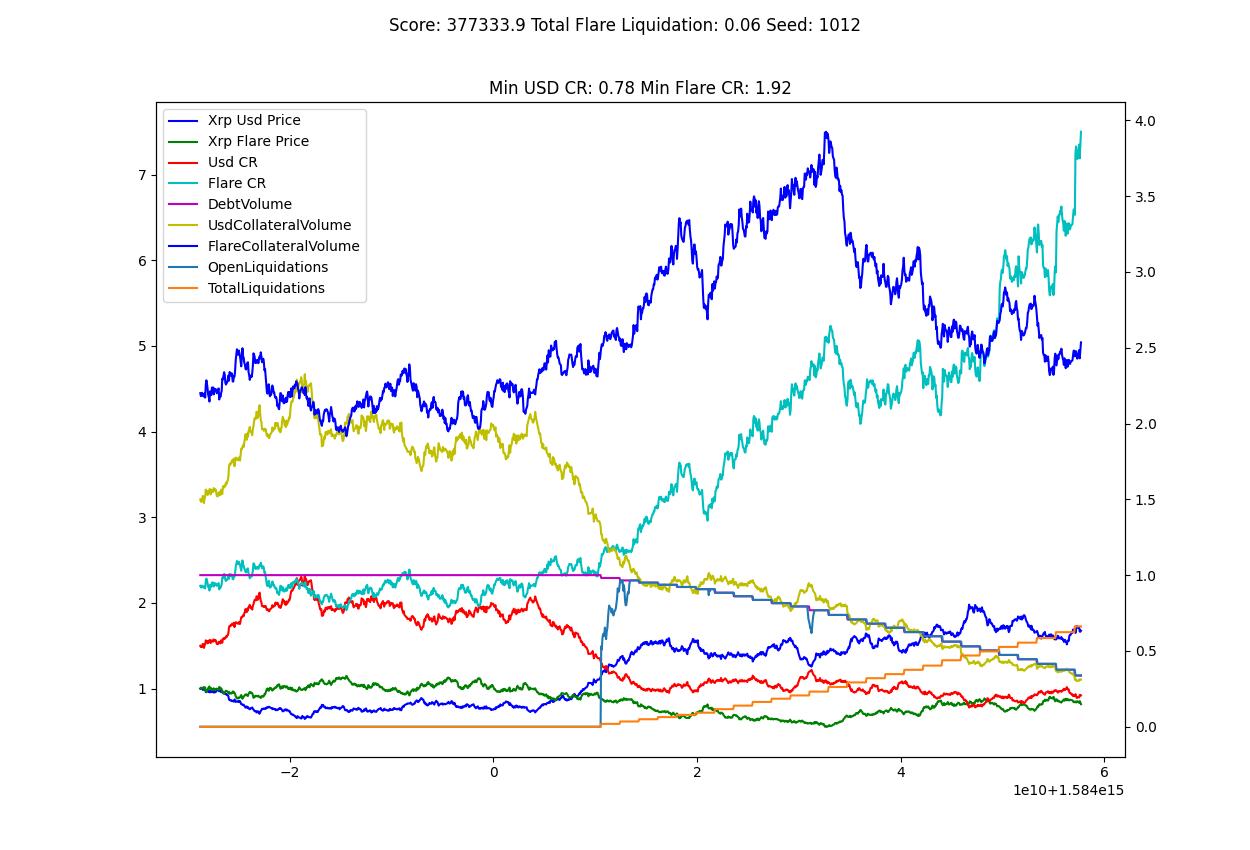 Score: 377333.9 Total Flare Liquidation: 0.06 Seed: 1012
Min USD CR: 0.78 Min Flare CR: 1.92
Xrp Usd Price
Xrp Flare Price
Usd CR
Flare CR
DebtVolume
UsdCollateralVolume
FlareCollateralVolume
OpenLiquidations
TotalLiquidations
7
6
5
4
3
2
1
4.0
3.5
3.0
2.5
2.0
1.5
1.0
0.5
0.0
−2
0
2
4
6
1e10+1.584e15